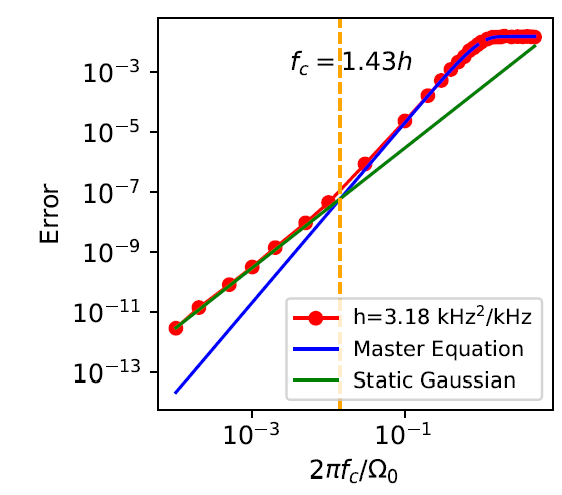 f_c = 1.43h
10^{-3}
10^{-5}
10^{-7}
10^{-9}
10^{-11}
10^{-13}
Error
h=3.18 kHz²/kHz
Master Equation
Static Gaussian
10^{-3}
10^{-1}
2πf_c/Ω_0